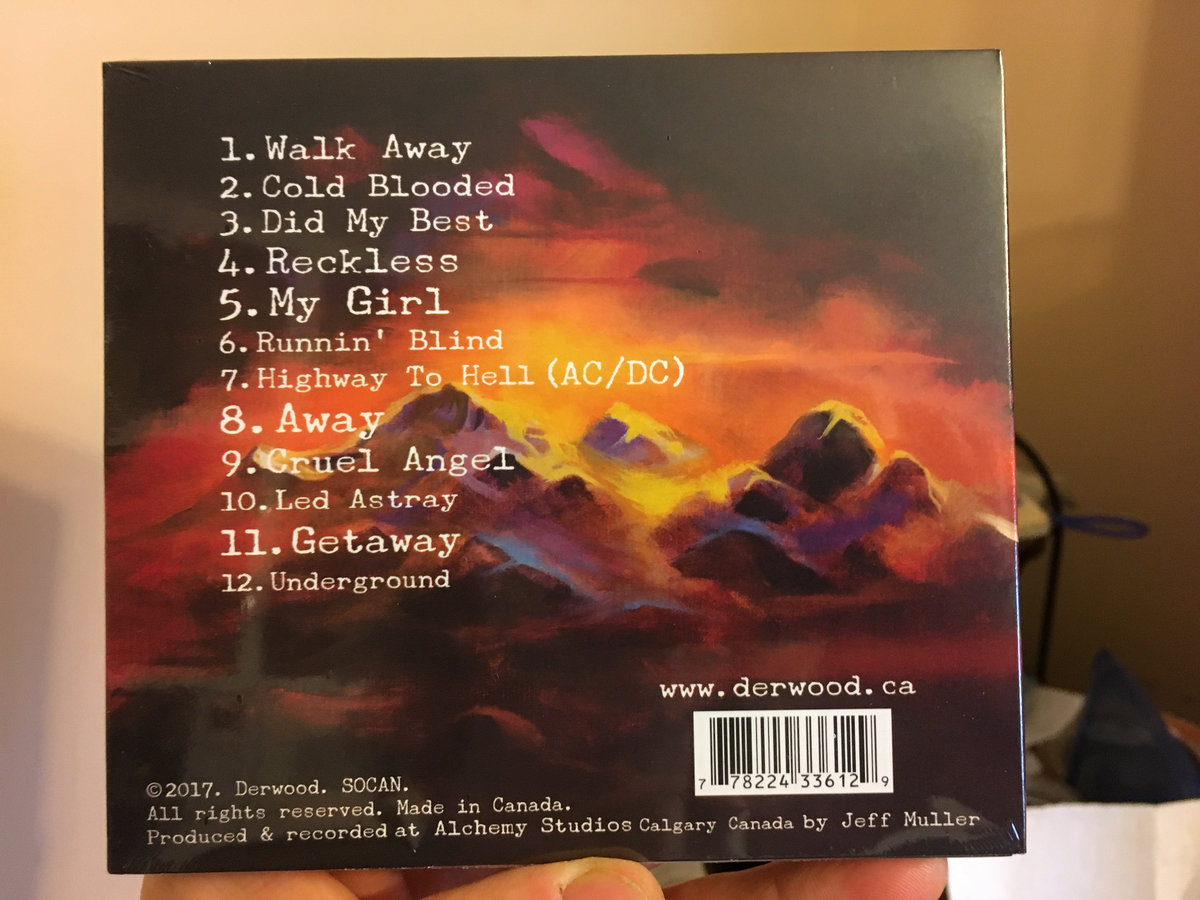 1. Walk Away
2. Cold Blooded
3. Did My Best
4. Reckless
5. My Girl
6. Runnin' Blind
7. Highway To Hell (AC/DC)
8. Away
9. Cruel Angel
10. Led Astray
11. Getaway
12. Underground
www.derwood.ca
7 78224 33612 9
©2017. Derwood. SOCAN.
All rights reserved. Made in Canada.
Produced & recorded at Alchemy Studios Calgary Canada by Jeff Muller